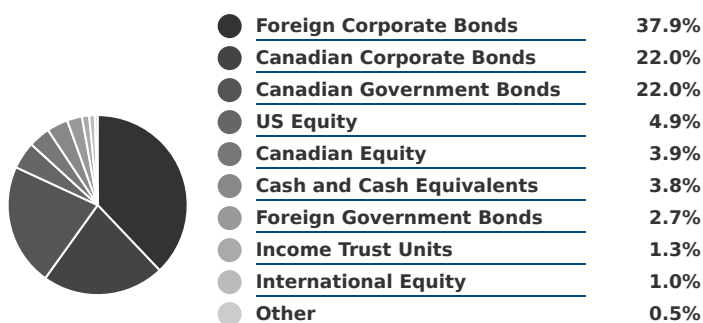 Foreign Corporate Bonds 37.9%
Canadian Corporate Bonds 22.0%
Canadian Government Bonds 22.0%
US Equity 4.9%
Canadian Equity 3.9%
Cash and Cash Equivalents 3.8%
Foreign Government Bonds 2.7%
Income Trust Units 1.3%
International Equity 1.0%
Other 0.5%